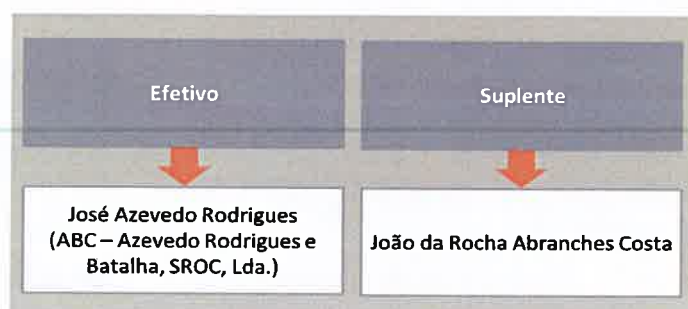 Efetivo
Suplente
José Azevedo Rodrigues
(ABC – Azevedo Rodrigues e
Batalha, SROC, Lda.)
João da Rocha Abranches Costa